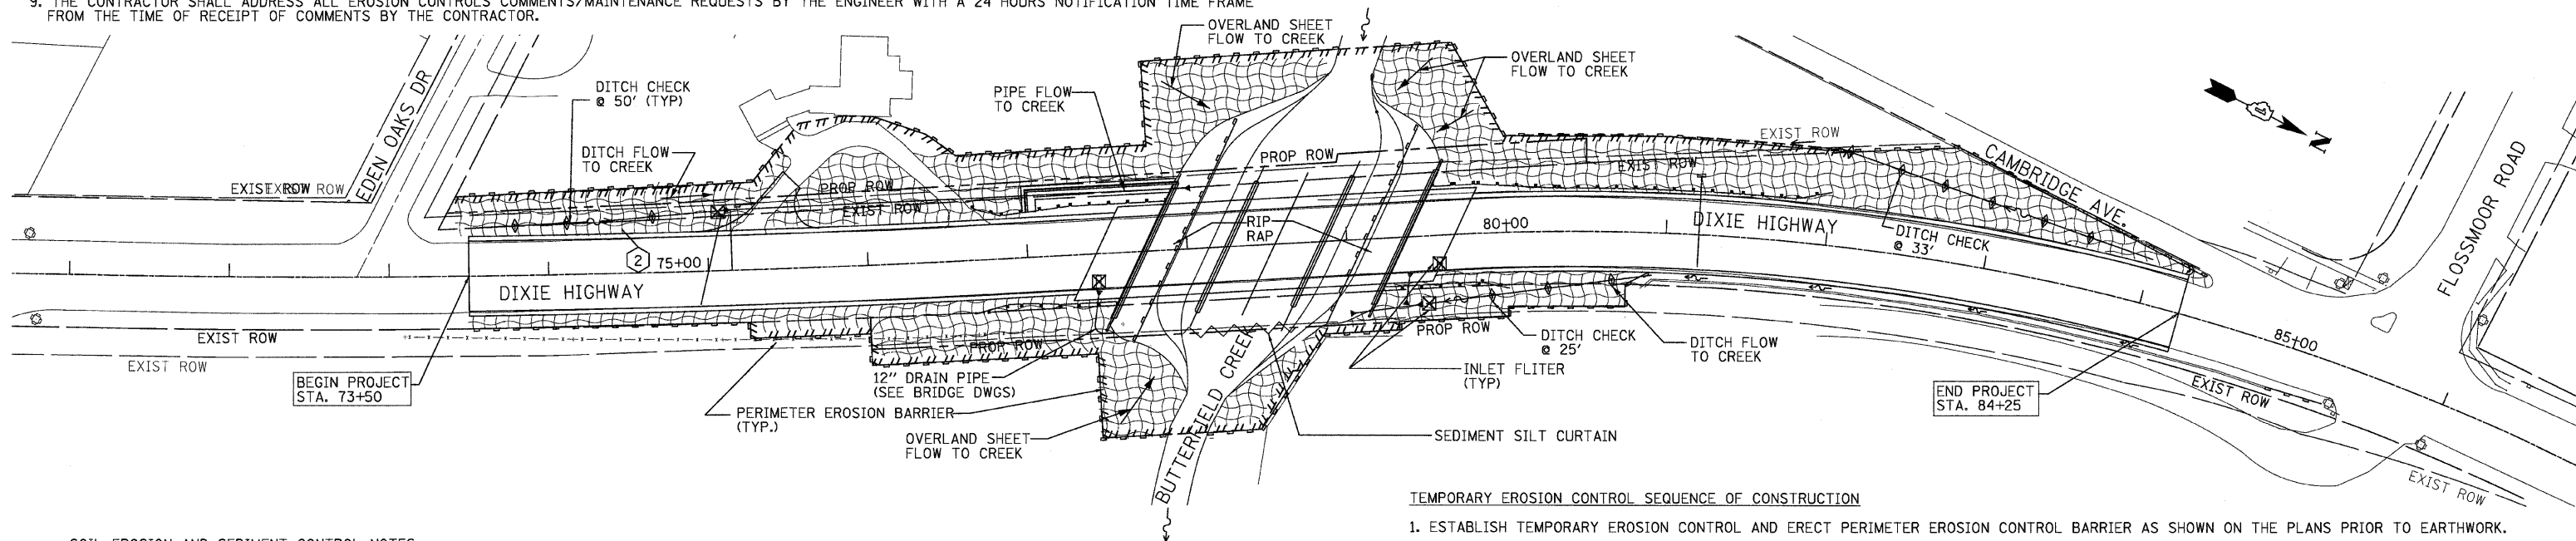 9. THE CONTRACTOR SHALL ADDRESS ALL EROSION CONTROLS COMMENTS/MAINTENANCE REQUESTS BY THE ENGINEER WITH A 24 HOURS NOTIFICATION TIME FRAME
FROM THE TIME OF RECEIPT OF COMMENTS BY THE CONTRACTOR.
OVERLAND SHEET
FLOW TO CREEK
OVERLAND SHEET
FLOW TO CREEK
DITCH CHECK
@ 50' (TYP)
PIPE FLOW
TO CREEK
N
EDEN OAKS DR
DITCH FLOW
TO CREEK
EXIST ROW
PROP ROW
EXIST ROW
CAMBRIDGE AVE.
FLOSSMOOR ROAD
EXIST ROW
EXIST ROW
PROP ROW
EXIST ROW
RIP
RAP
80+00
DIXIE HIGHWAY
DITCH CHECK
@ 33'
2
75+00
DIXIE HIGHWAY
EXIST ROW
EXIST ROW
PROP ROW
PROP ROW
DITCH CHECK
@ 25'
DITCH FLOW
TO CREEK
85+00
BEGIN PROJECT
STA. 73+50
12" DRAIN PIPE
(SEE BRIDGE DWGS)
INLET FLITER
(TYP)
END PROJECT
STA. 84+25
EXIST ROW
PERIMETER EROSION BARRIER
(TYP.)
OVERLAND SHEET
FLOW TO CREEK
BUTTERFIELD CREEK
SEDIMENT SILT CURTAIN
EXIST ROW
TEMPORARY EROSION CONTROL SEQUENCE OF CONSTRUCTION
1. ESTABLISH TEMPORARY EROSION CONTROL AND ERECT PERIMETER EROSION CONTROL BARRIER AS SHOWN ON THE PLANS PRIOR TO EARTHWORK.
SOIL EROSION AND SEDIMENT CONTROL NOTES